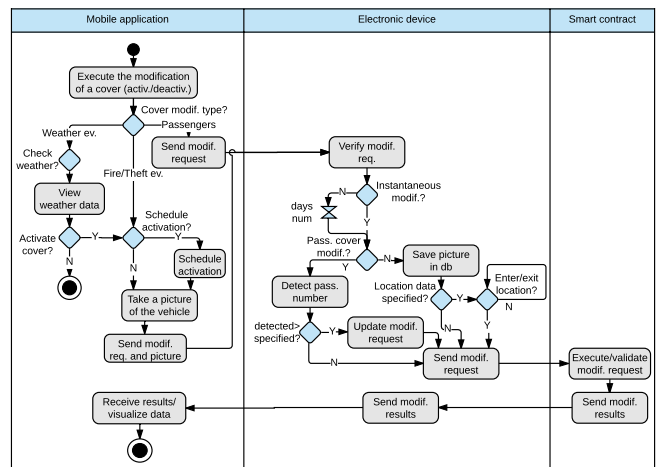 Mobile application
Electronic device
Smart contract
Execute the modification
of a cover (activ./deactiv.)
Cover modif. type?
Weather ev.
Passengers
Check
weather?
Send modif.
request
Verify modif.
req.
Fire/Theft ev.
Instantaneous
modif.?
View
weather data
N
days
num
Y
Schedule
activation?
Activate
cover?
Y
Y
N
N
Pass. cover
modif.?
N
Y
Save picture
in db
Enter/exit
location?
N
Schedule
activation
Detect pass.
number
Location data
specified?
Y
Take a picture
of the vehicle
N
Y
detected>
specified?
Y
Update modif.
request
Send modif.
req. and picture
N
Send modif.
request
Execute/validate
modif. request
Receive results/
visualize data
Send modif.
results
Send modif.
results